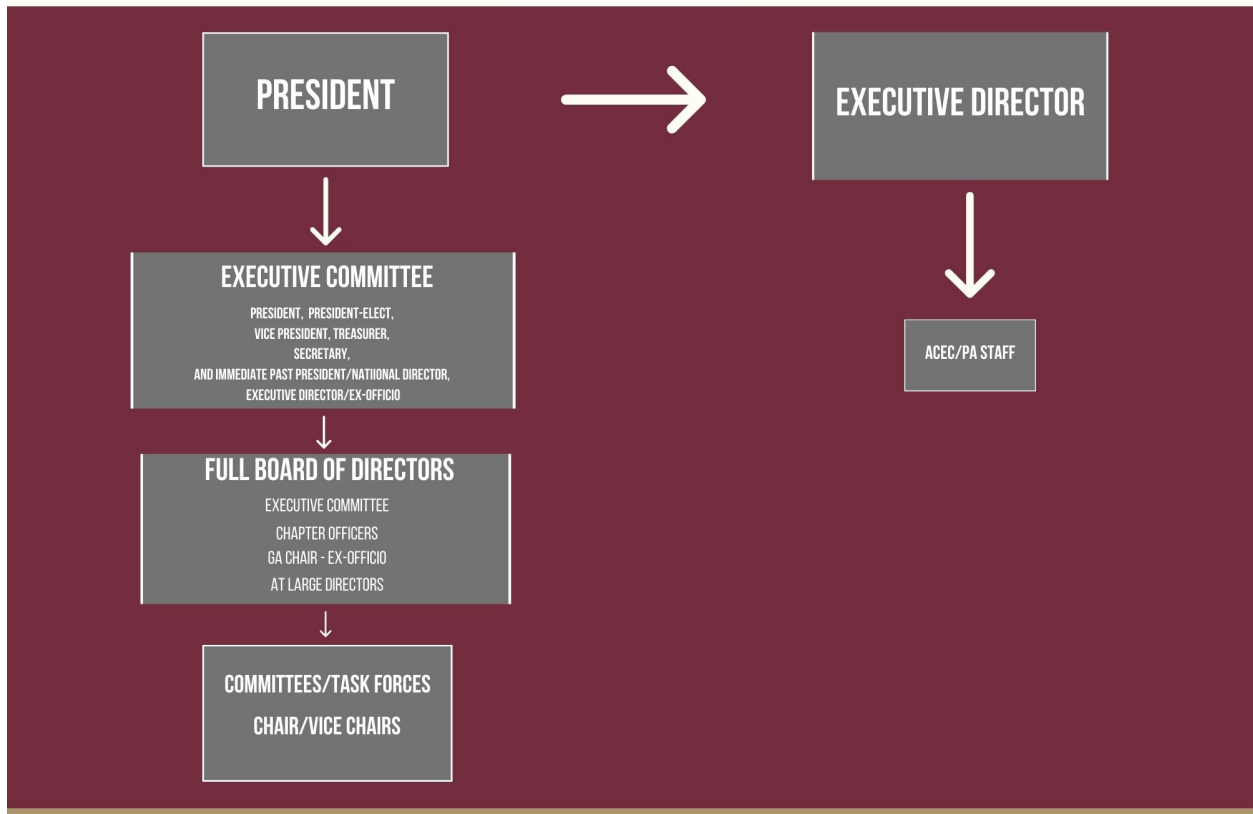 PRESIDENT
EXECUTIVE DIRECTOR
EXECUTIVE COMMITTEE
PRESIDENT, PRESIDENT-ELECT,
VICE PRESIDENT, TREASURER,
SECRETARY,
AND IMMEDIATE PAST PRESIDENT/NATIIONAL DIRECTOR,
EXECUTIVE DIRECTOR/EX-OFFICIO
ACEC/PA STAFF
FULL BOARD OF DIRECTORS
EXECUTIVE COMMITTEE
CHAPTER OFFICERS
GA CHAIR - EX-OFFICIO
AT LARGE DIRECTORS
COMMITTEES/TASK FORCES
CHAIR/VICE CHAIRS